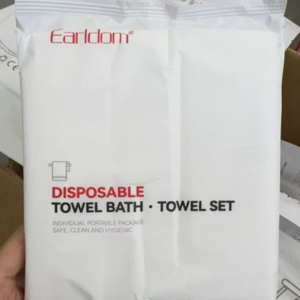 Earldom®
DISPOSABLE
TOWEL BATH · TOWEL SET
INDIVIDUAL PORTABLE PACKAGE
SAFE, CLEAN AND HYGIENIC